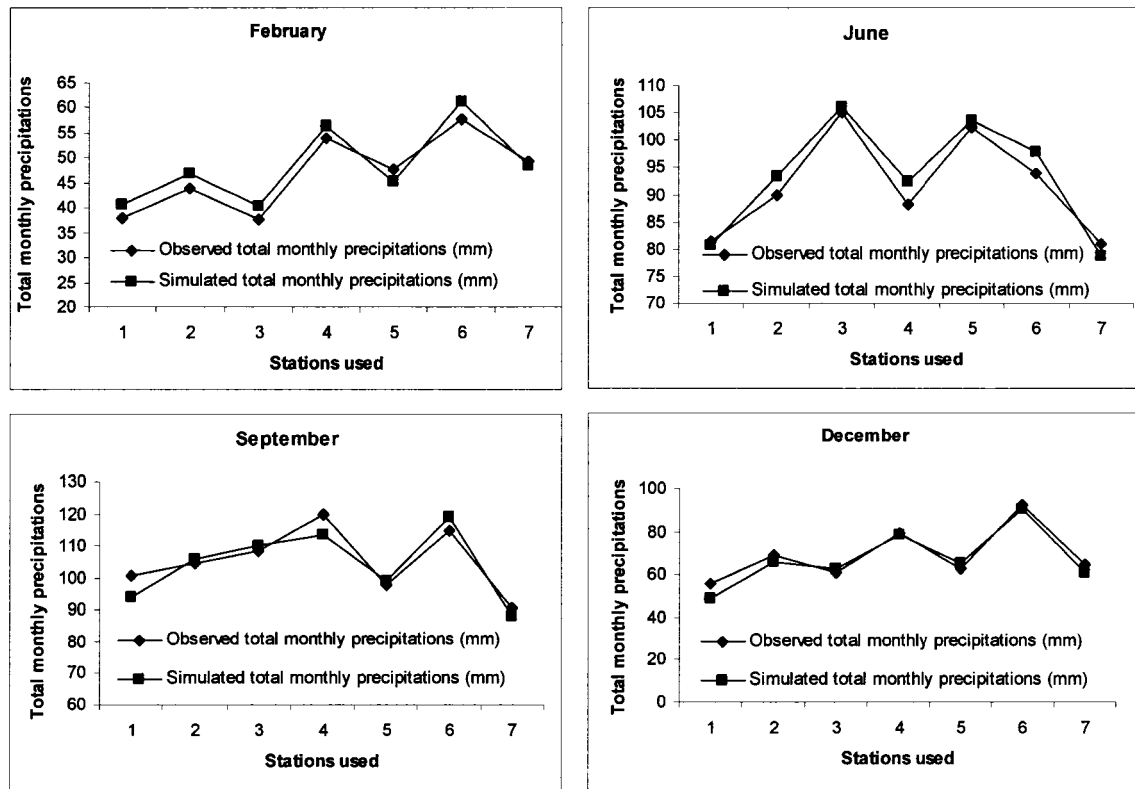 February
Total monthly precipitations
65
60
55
50
45
40
35
30
25
20
Observed total monthly precipitations (mm)
Simulated total monthly precipitations (mm)
1 2 3 4 5 6 7
Stations used
June
Total monthly precipitations
110
105
100
95
90
85
80
75
70
Observed total monthly precipitations (mm)
Simulated total monthly precipitations (mm)
1 2 3 4 5 6 7
Stations used
September
Total monthly precipitations
130
120
110
100
90
80
70
60
Observed total monthly precipitations (mm)
Simulated total monthly precipitations (mm)
1 2 3 4 5 6 7
Stations used
December
Total monthly precipitations
100
80
60
40
20
0
Observed total monthly precipitations (mm)
Simulated total monthly precipitations (mm)
1 2 3 4 5 6 7
Stations used